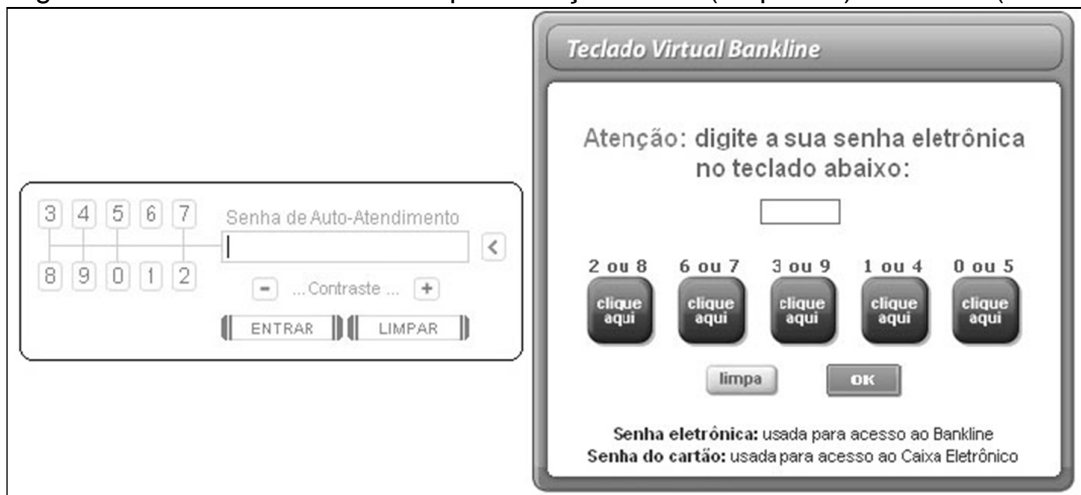 3 4 5 6 7
Senha de Auto-Atendimento
<
8 9 0 1 2
- ...Contraste ... +
ENTRAR LIMPAR
Teclado Virtual Bankline
Atenção: digite a sua senha eletrônica
no teclado abaixo:
2 ou 8 6 ou 7 3 ou 9 1 ou 4 0 ou 5
clique clique clique clique clique
aqui aqui aqui aqui aqui
limpa OK
Senha eletrônica: usada para acesso ao Bankline
Senha do cartão: usada para acesso ao Caixa Eletrônico